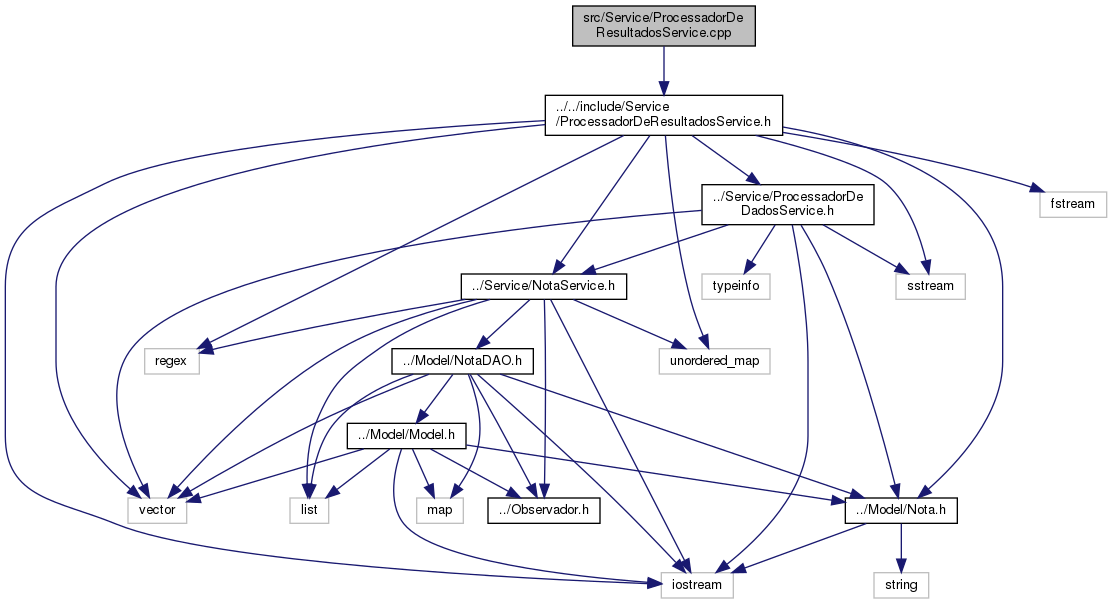 src/Service/ProcessadorDe
ResultadosService.cpp
../../include/Service
/ProcessadorDeResultadosService.h
../Service/ProcessadorDe
DadosService.h
fstream
../Service/NotaService.h
typeinfo
sstream
regex
../Model/NotaDAO.h
unordered_map
../Model/Model.h
vector
list
map
../Observador.h
../Model/Nota.h
iostream
string